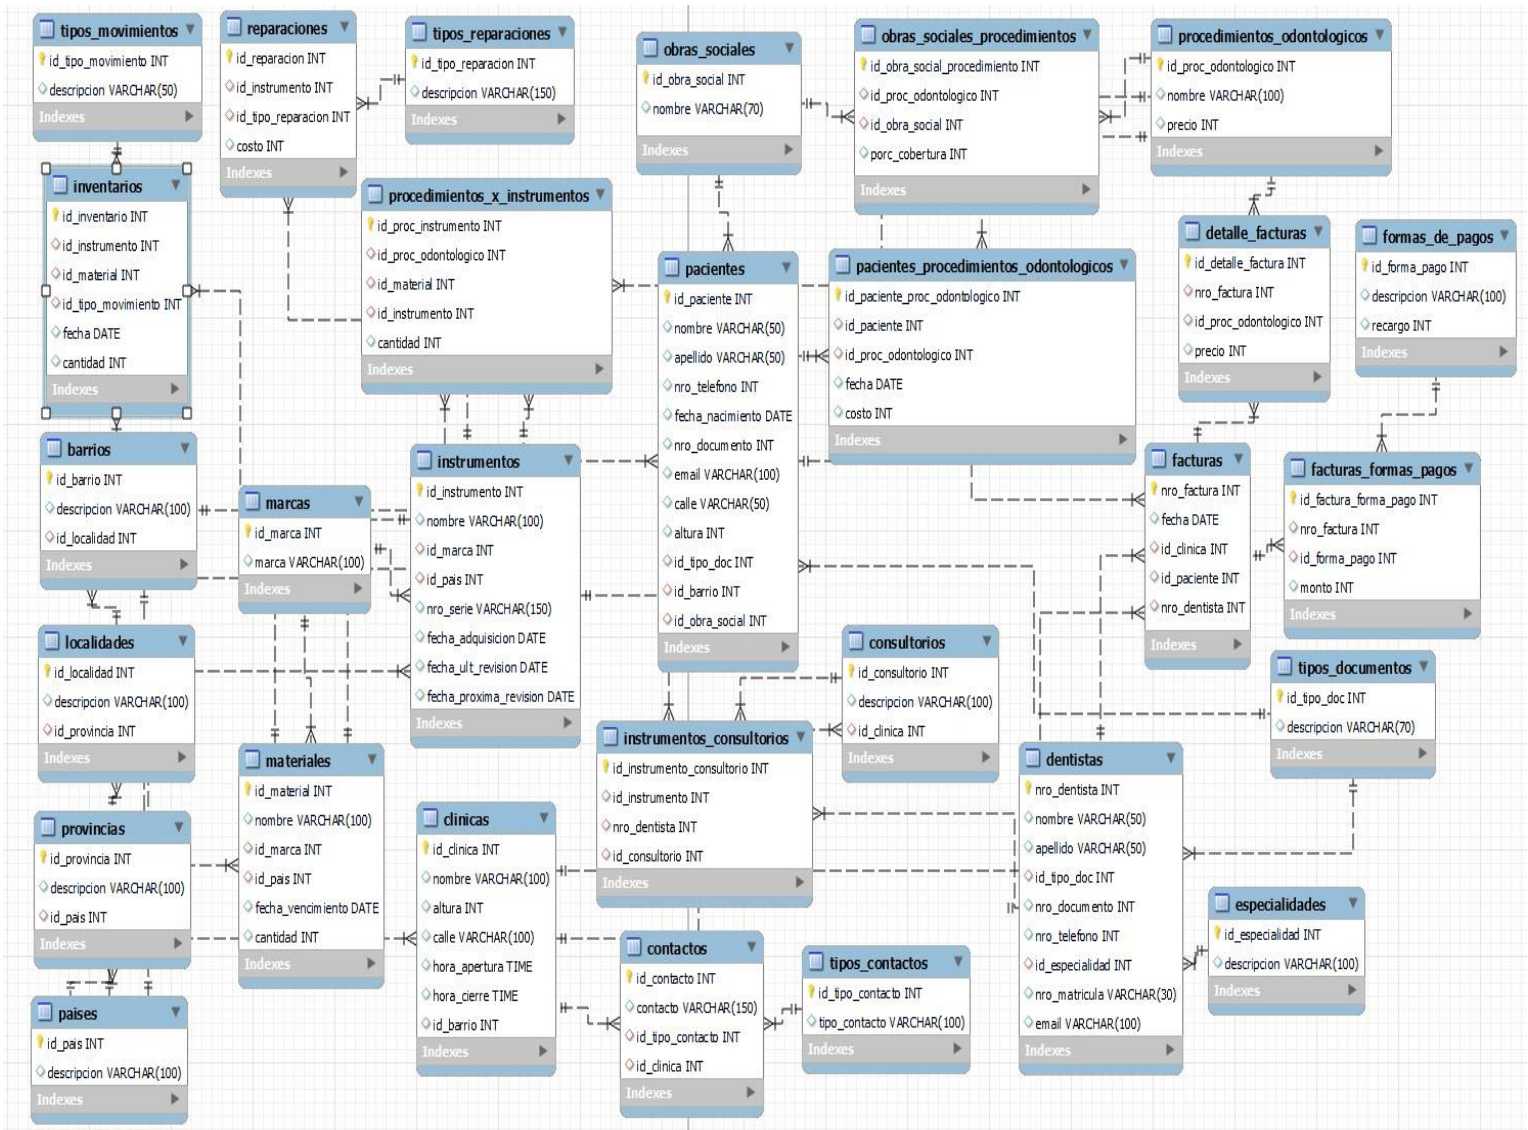 tipos_movimientos
id_tipo_movimiento INT
descripcion VARCHAR(50)
Indexes
reparaciones
id_reparacion INT
id_instrumento INT
id_tipo_reparacion INT
costo INT
Indexes
tipos_reparaciones
id_tipo_reparacion INT
descripcion VARCHAR(150)
Indexes
obras_sociales
id_obra_social INT
nombre VARCHAR(70)
Indexes
obras_sociales_procedimientos
id_obra_social_procedimiento INT
id_proc_odontologico INT
id_obra_social INT
porc_cobertura INT
Indexes
procedimientos_odontologicos
id_proc_odontologico INT
nombre VARCHAR(100)
precio INT
Indexes
inventarios
id_inventario INT
id_instrumento INT
id_material INT
id_tipo_movimiento INT
fecha DATE
cantidad INT
Indexes
procedimientos_x_instrumentos
id_proc_instrumento INT
id_proc_odontologico INT
id_material INT
id_instrumento INT
cantidad INT
Indexes
pacientes
id_paciente INT
nombre VARCHAR(50)
apellido VARCHAR(50)
nro_telefono INT
fecha_nacimiento DATE
nro_documento INT
email VARCHAR(100)
calle VARCHAR(50)
altura INT
id_tipo_doc INT
id_barrio INT
id_obra_social INT
Indexes
pacientes_procedimientos_odontologicos
id_paciente_proc_odontologico INT
id_paciente INT
id_proc_odontologico INT
fecha DATE
costo INT
Indexes
detalle_facturas
id_detalle_factura INT
nro_factura INT
id_proc_odontologico INT
precio INT
Indexes
formas_de_pagos
id_forma_pago INT
descripcion VARCHAR(100)
recargo INT
Indexes
barrios
id_barrio INT
descripcion VARCHAR(100)
id_localidad INT
Indexes
marcas
id_marca INT
marca VARCHAR(100)
Indexes
instrumentos
id_instrumento INT
nombre VARCHAR(100)
id_marca INT
id_pais INT
nro_serie VARCHAR(150)
fecha_adquisicion DATE
fecha_ult_revision DATE
fecha_proxima_revision DATE
Indexes
facturas
nro_factura INT
fecha DATE
id_clinica INT
id_paciente INT
nro_dentista INT
Indexes
facturas_formas_pagos
id_factura_forma_pago INT
nro_factura INT
id_forma_pago INT
monto INT
Indexes
localidades
id_localidad INT
descripcion VARCHAR(100)
id_provincia INT
Indexes
consultorios
id_consultorio INT
descripcion VARCHAR(100)
id_clinica INT
Indexes
tipos_documentos
id_tipo_doc INT
descripcion VARCHAR(70)
Indexes
instrumentos_consultorios
id_instrumento_consultorio INT
id_instrumento INT
nro_dentista INT
id_consultorio INT
Indexes
materiales
id_material INT
nombre VARCHAR(100)
id_marca INT
id_pais INT
fecha_vencimiento DATE
cantidad INT
Indexes
dentistas
nro_dentista INT
nombre VARCHAR(50)
apellido VARCHAR(50)
id_tipo_doc INT
nro_documento INT
nro_telefono INT
id_especialidad INT
nro_matricula VARCHAR(30)
email VARCHAR(100)
Indexes
provincias
id_provincia INT
descripcion VARCHAR(100)
id_pais INT
Indexes
clinicas
id_clinica INT
nombre VARCHAR(100)
altura INT
calle VARCHAR(100)
hora_apertura TIME
hora_cierre TIME
id_barrio INT
Indexes
especialidades
id_especialidad INT
descripcion VARCHAR(100)
Indexes
contactos
id_contacto INT
contacto VARCHAR(150)
id_tipo_contacto INT
id_clinica INT
Indexes
tipos_contactos
id_tipo_contacto INT
tipo_contacto VARCHAR(100)
Indexes
paises
id_pais INT
descripcion VARCHAR(100)
Indexes